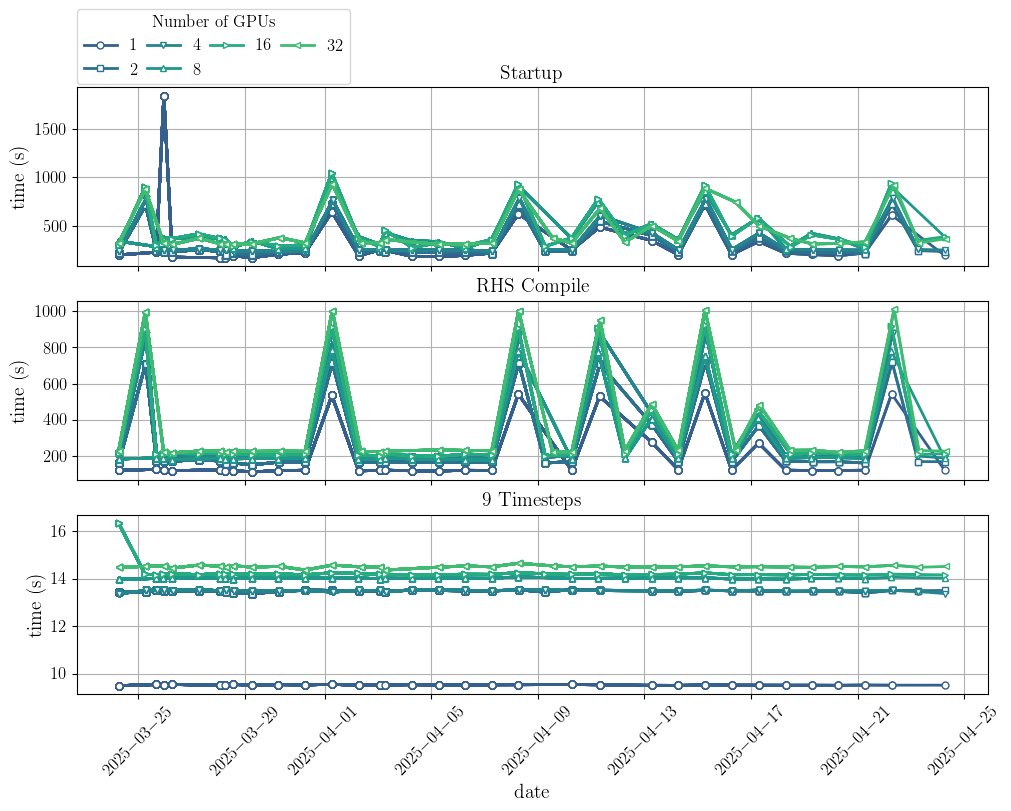 Number of GPUs
1 4 16 32
2 8
Startup
1500
1000
500
time (s)
RHS Compile
1000
800
600
400
200
time (s)
9 Timesteps
16
14
12
10
time (s)
2025−03−25 2025−03−29 2025−04−01 2025−04−05 2025−04−09 2025−04−13 2025−04−17 2025−04−21 2025−04−25
date